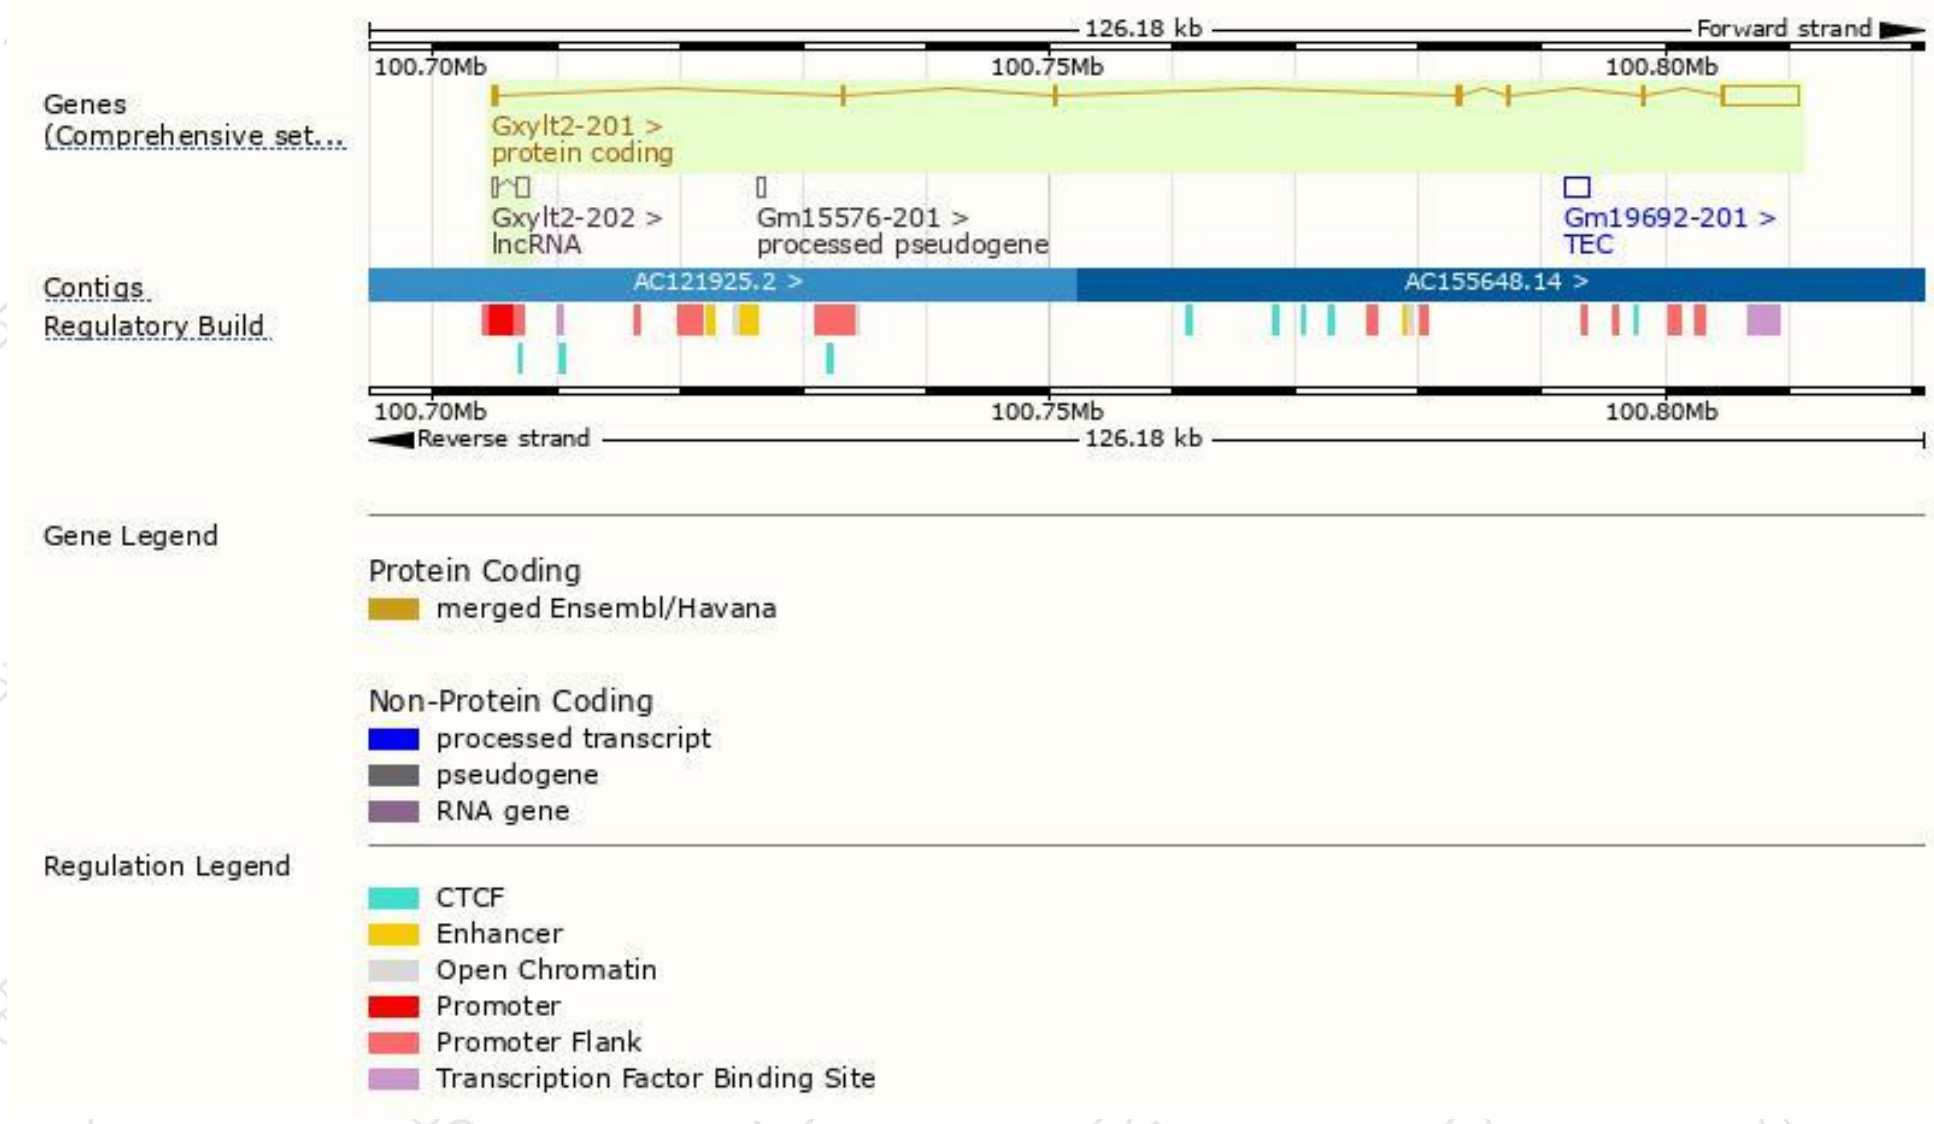 126.18 kb
Forward strand
100.70Mb 100.75Mb 100.80Mb
Genes
(Comprehensive set...
Gxylt2-201 >
protein coding
Gxylt2-202 > Gm15576-201 > Gm19692-201 >
lncRNA processed pseudogene TEC
Contigs AC121925.2 > AC155648.14 >
Regulatory Build
100.70Mb 100.75Mb 100.80Mb
Reverse strand 126.18 kb
Gene Legend
Protein Coding
merged Ensembl/Havana
Non-Protein Coding
processed transcript
pseudogene
RNA gene
Regulation Legend
CTCF
Enhancer
Open Chromatin
Promoter
Promoter Flank
Transcription Factor Binding Site